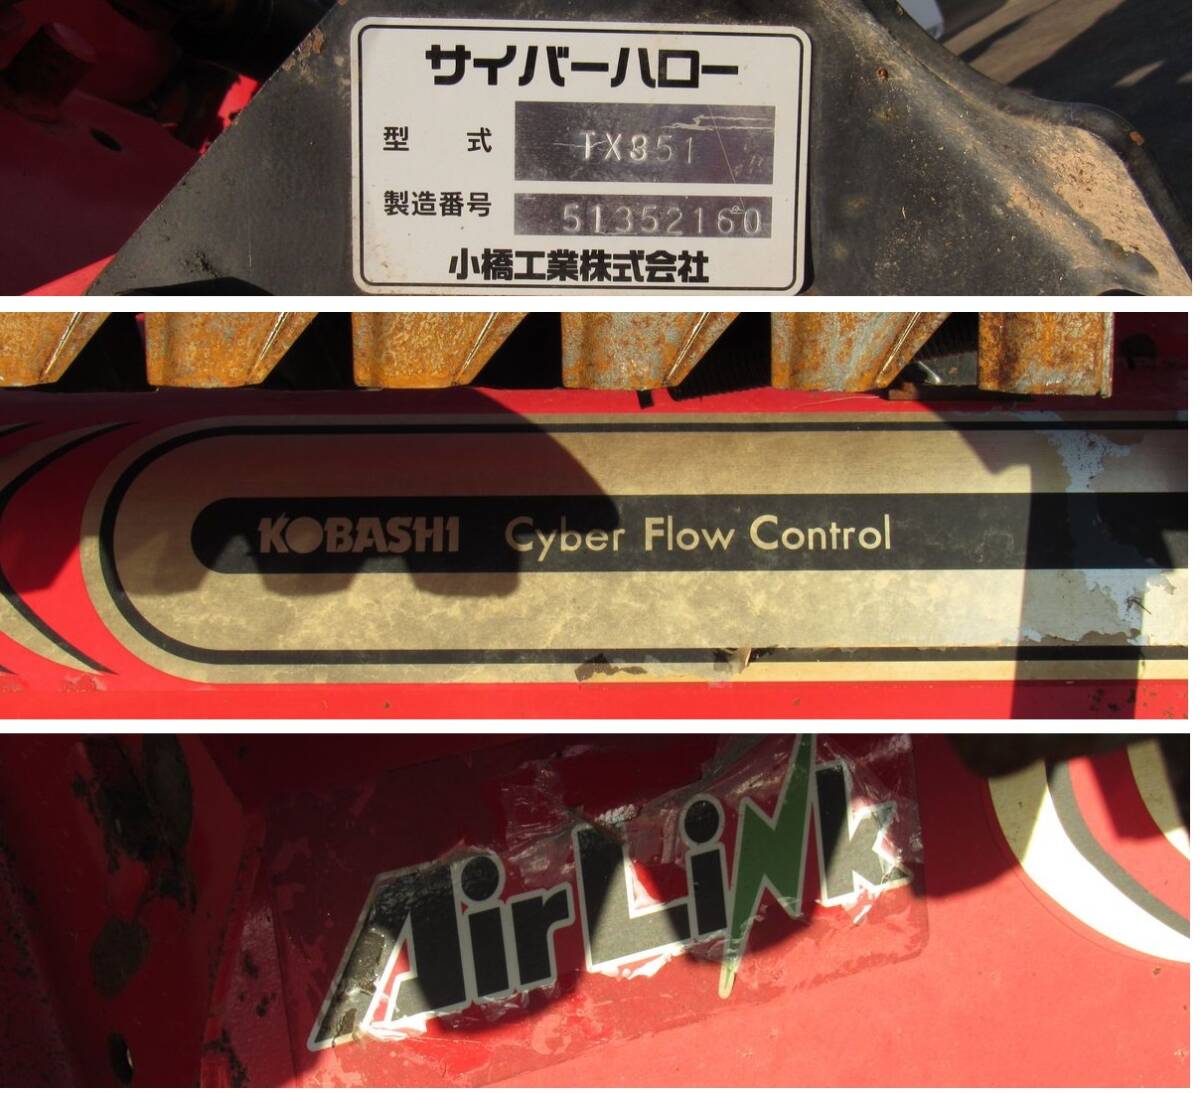 サイバーハロー
型 式 TX351
製造番号 51352160
小橋工業株式会社
KOBASHI Cyber Flow Control
AirLiNk